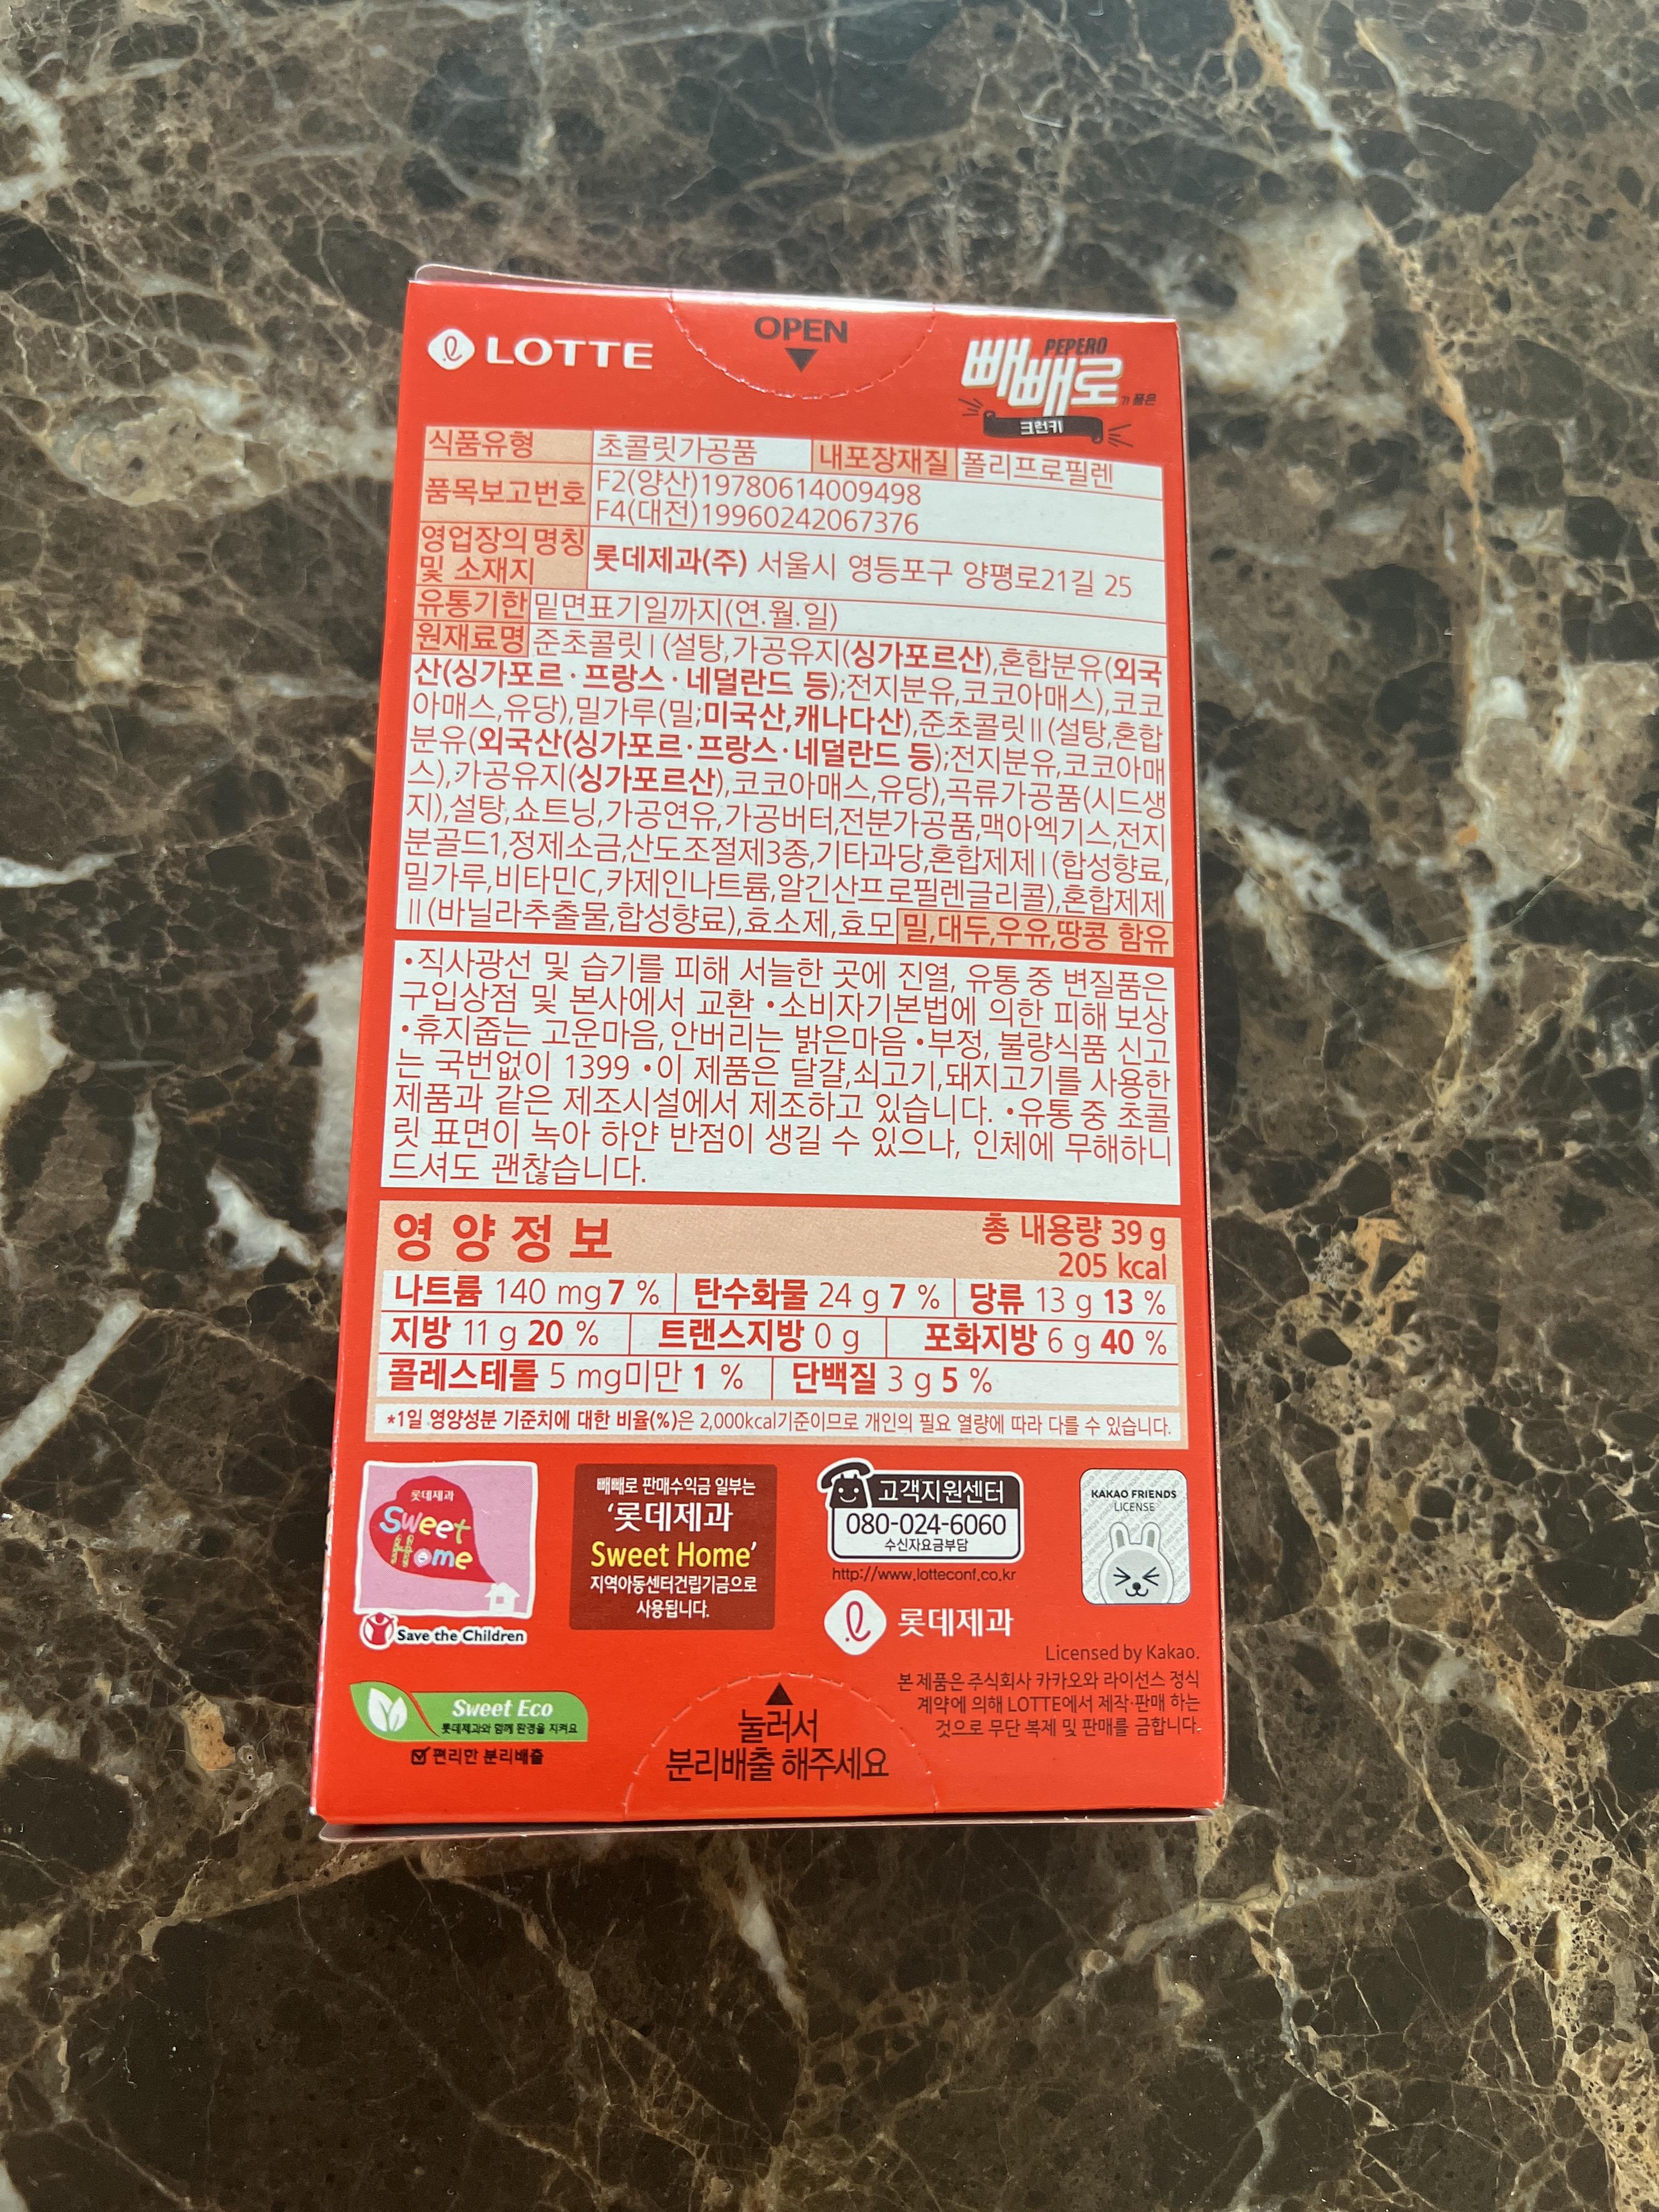 LOTTE
OPEN
PEPERO
빼빼로
가 품은
크런키
식품유형 초콜릿가공품 내포장재질 폴리프로필렌
품목보고번호 F2(양산)19780614009498
F4(대전)19960242067376
영업장의 명칭
및 소재지 롯데제과(주) 서울시 영등포구 양평로21길 25
유통기한 밑면표기일까지(연.월.일)
원재료명 준초콜릿Ⅰ(설탕,가공유지(싱가포르산),혼합분유(외국
산(싱가포르·프랑스·네덜란드 등);전지분유,코코아매스),코코
아매스,유당),밀가루(밀;미국산,캐나다산),준초콜릿Ⅱ(설탕,혼합
분유(외국산(싱가포르·프랑스·네덜란드 등);전지분유,코코아매
스),가공유지(싱가포르산),코코아매스,유당),곡류가공품(시드생
지),설탕,쇼트닝,가공연유,가공버터,전분가공품,맥아엑기스,전지
분골드1,정제소금,산도조절제3종,기타과당,혼합제제Ⅰ(합성향료,
밀가루,비타민C,카제인나트륨,알긴산프로필렌글리콜),혼합제제
Ⅱ(바닐라추출물,합성향료),효소제,효모 밀,대두,우유,땅콩 함유
•직사광선 및 습기를 피해 서늘한 곳에 진열, 유통 중 변질품은
구입상점 및 본사에서 교환 •소비자기본법에 의한 피해 보상
•휴지줍는 고운마음,안버리는 밝은마음 •부정, 불량식품 신고
는 국번없이 1399 •이 제품은 달걀,쇠고기,돼지고기를 사용한
제품과 같은 제조시설에서 제조하고 있습니다. •유통 중 초콜
릿 표면이 녹아 하얀 반점이 생길 수 있으나, 인체에 무해하니
드셔도 괜찮습니다.
영양정보 총 내용량 39 g
205 kcal
나트륨 140 mg 7 % 탄수화물 24 g 7 % 당류 13 g 13 %
지방 11 g 20 % 트랜스지방 0 g 포화지방 6 g 40 %
콜레스테롤 5 mg미만 1 % 단백질 3 g 5 %
*1일 영양성분 기준치에 대한 비율(%)은 2,000kcal기준이므로 개인의 필요 열량에 따라 다를 수 있습니다.
롯데제과
Sweet
Home
Save the Children
빼빼로 판매수익금 일부는
‘롯데제과
Sweet Home’
지역아동센터건립기금으로
사용됩니다.
고객지원센터
080-024-6060
수신자요금부담
http://www.lotteconf.co.kr
롯데제과
KAKAO FRIENDS
LICENSE
Licensed by Kakao.
본 제품은 주식회사 카카오와 라이선스 정식
계약에 의해 LOTTE에서 제작·판매 하는
것으로 무단 복제 및 판매를 금합니다.
Sweet Eco
롯데제과와 함께 환경을 지켜요
편리한 분리배출
눌러서
분리배출 해주세요